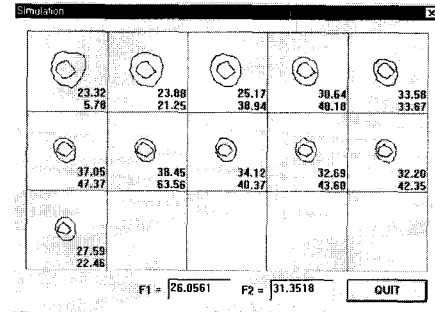 Simulation
23.32 23.88 25.17 30.64 33.58
5.78 21.25 38.94 48.18 33.67
37.05 38.45 34.12 32.69 32.20
47.37 63.56 40.37 43.60 42.35
27.59
22.46
F1 = 26.0561 F2 = 31.3518 QUIT